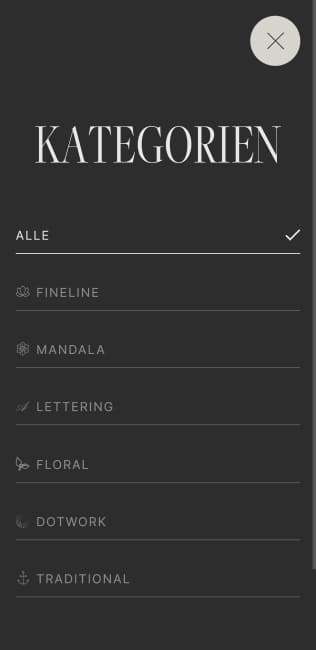 KATEGORIEN
ALLE
FINELINE
MANDALA
LETTERING
FLORAL
DOTWORK
TRADITIONAL